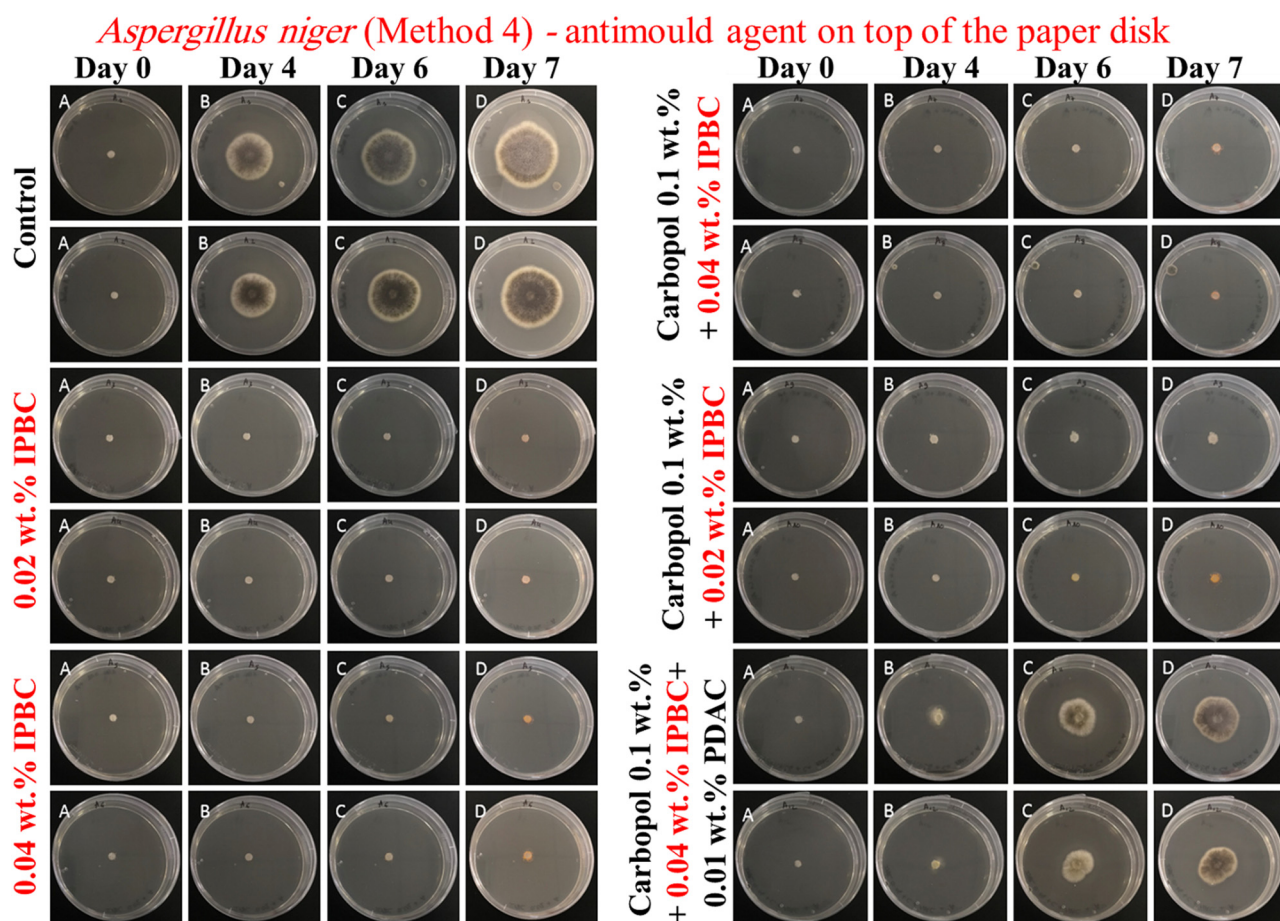 Aspergillus niger (Method 4) - antimould agent on top of the paper disk
Day 0 Day 4 Day 6 Day 7
Control
A B C D
A B C D
0.02 wt.% IPBC
A B C D
A B C D
0.04 wt.% IPBC
A B C D
A B C D
Day 0 Day 4 Day 6 Day 7
Carbopol 0.1 wt.%
+ 0.04 wt.% IPBC
A B C D
A B C D
Carbopol 0.1 wt.%
+ 0.02 wt.% IPBC
A B C D
A B C D
Carbopol 0.1 wt.%
+ 0.04 wt.% IPBC+
0.01 wt.% PDAC
A B C D
A B C D